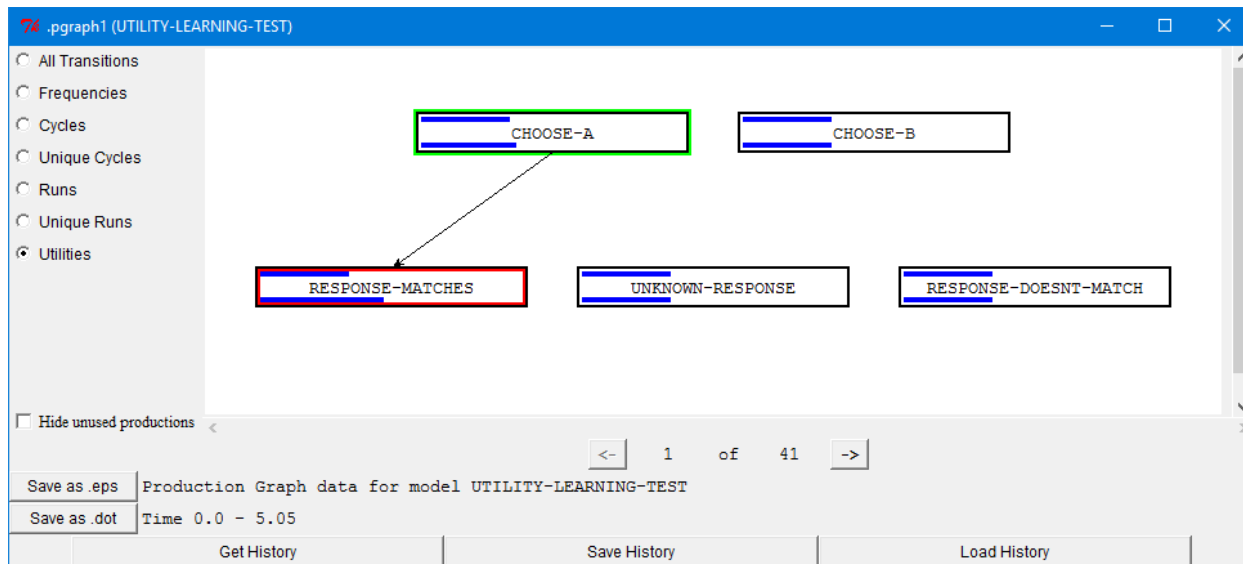 .pgraph1 (UTILITY-LEARNING-TEST)
All Transitions
Frequencies
Cycles
Unique Cycles
Runs
Unique Runs
Utilities
CHOOSE-A
CHOOSE-B
RESPONSE-MATCHES
UNKNOWN-RESPONSE
RESPONSE-DOESNT-MATCH
Hide unused productions
<- 1 of 41 ->
Save as .eps Production Graph data for model UTILITY-LEARNING-TEST
Save as .dot Time 0.0 - 5.05
Get History Save History Load History